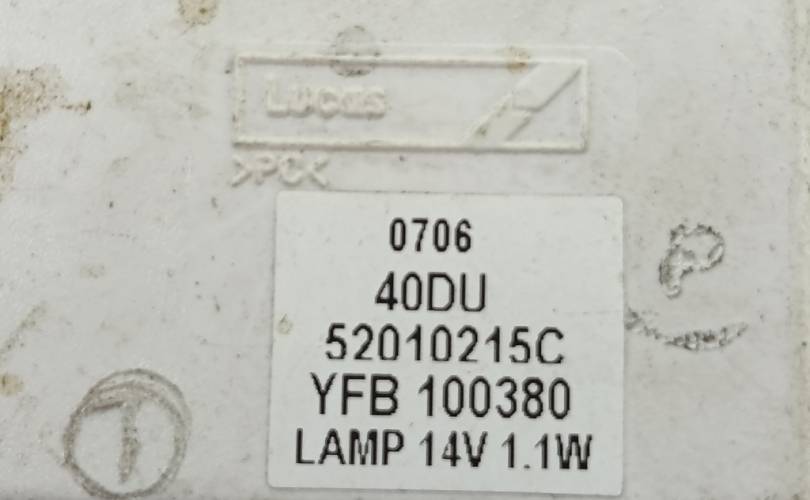 LUCAS
>PC<
0706
40DU
52010215C
YFB 100380
LAMP 14V 1.1W
P